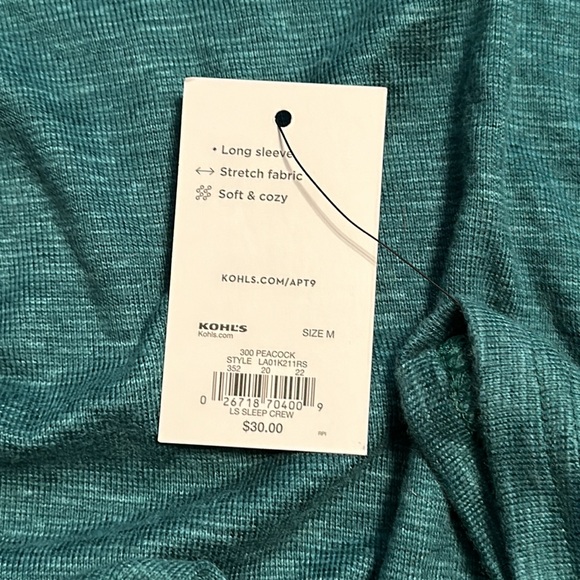 • Long sleeve
Stretch fabric
Soft & cozy
KOHLS.COM/APT9
KOHL'S
Kohls.com
SIZE M
300 PEACOCK
STYLE LA01K211RS
352 20 22
0 26718 70400 9
LS SLEEP CREW
$30.00